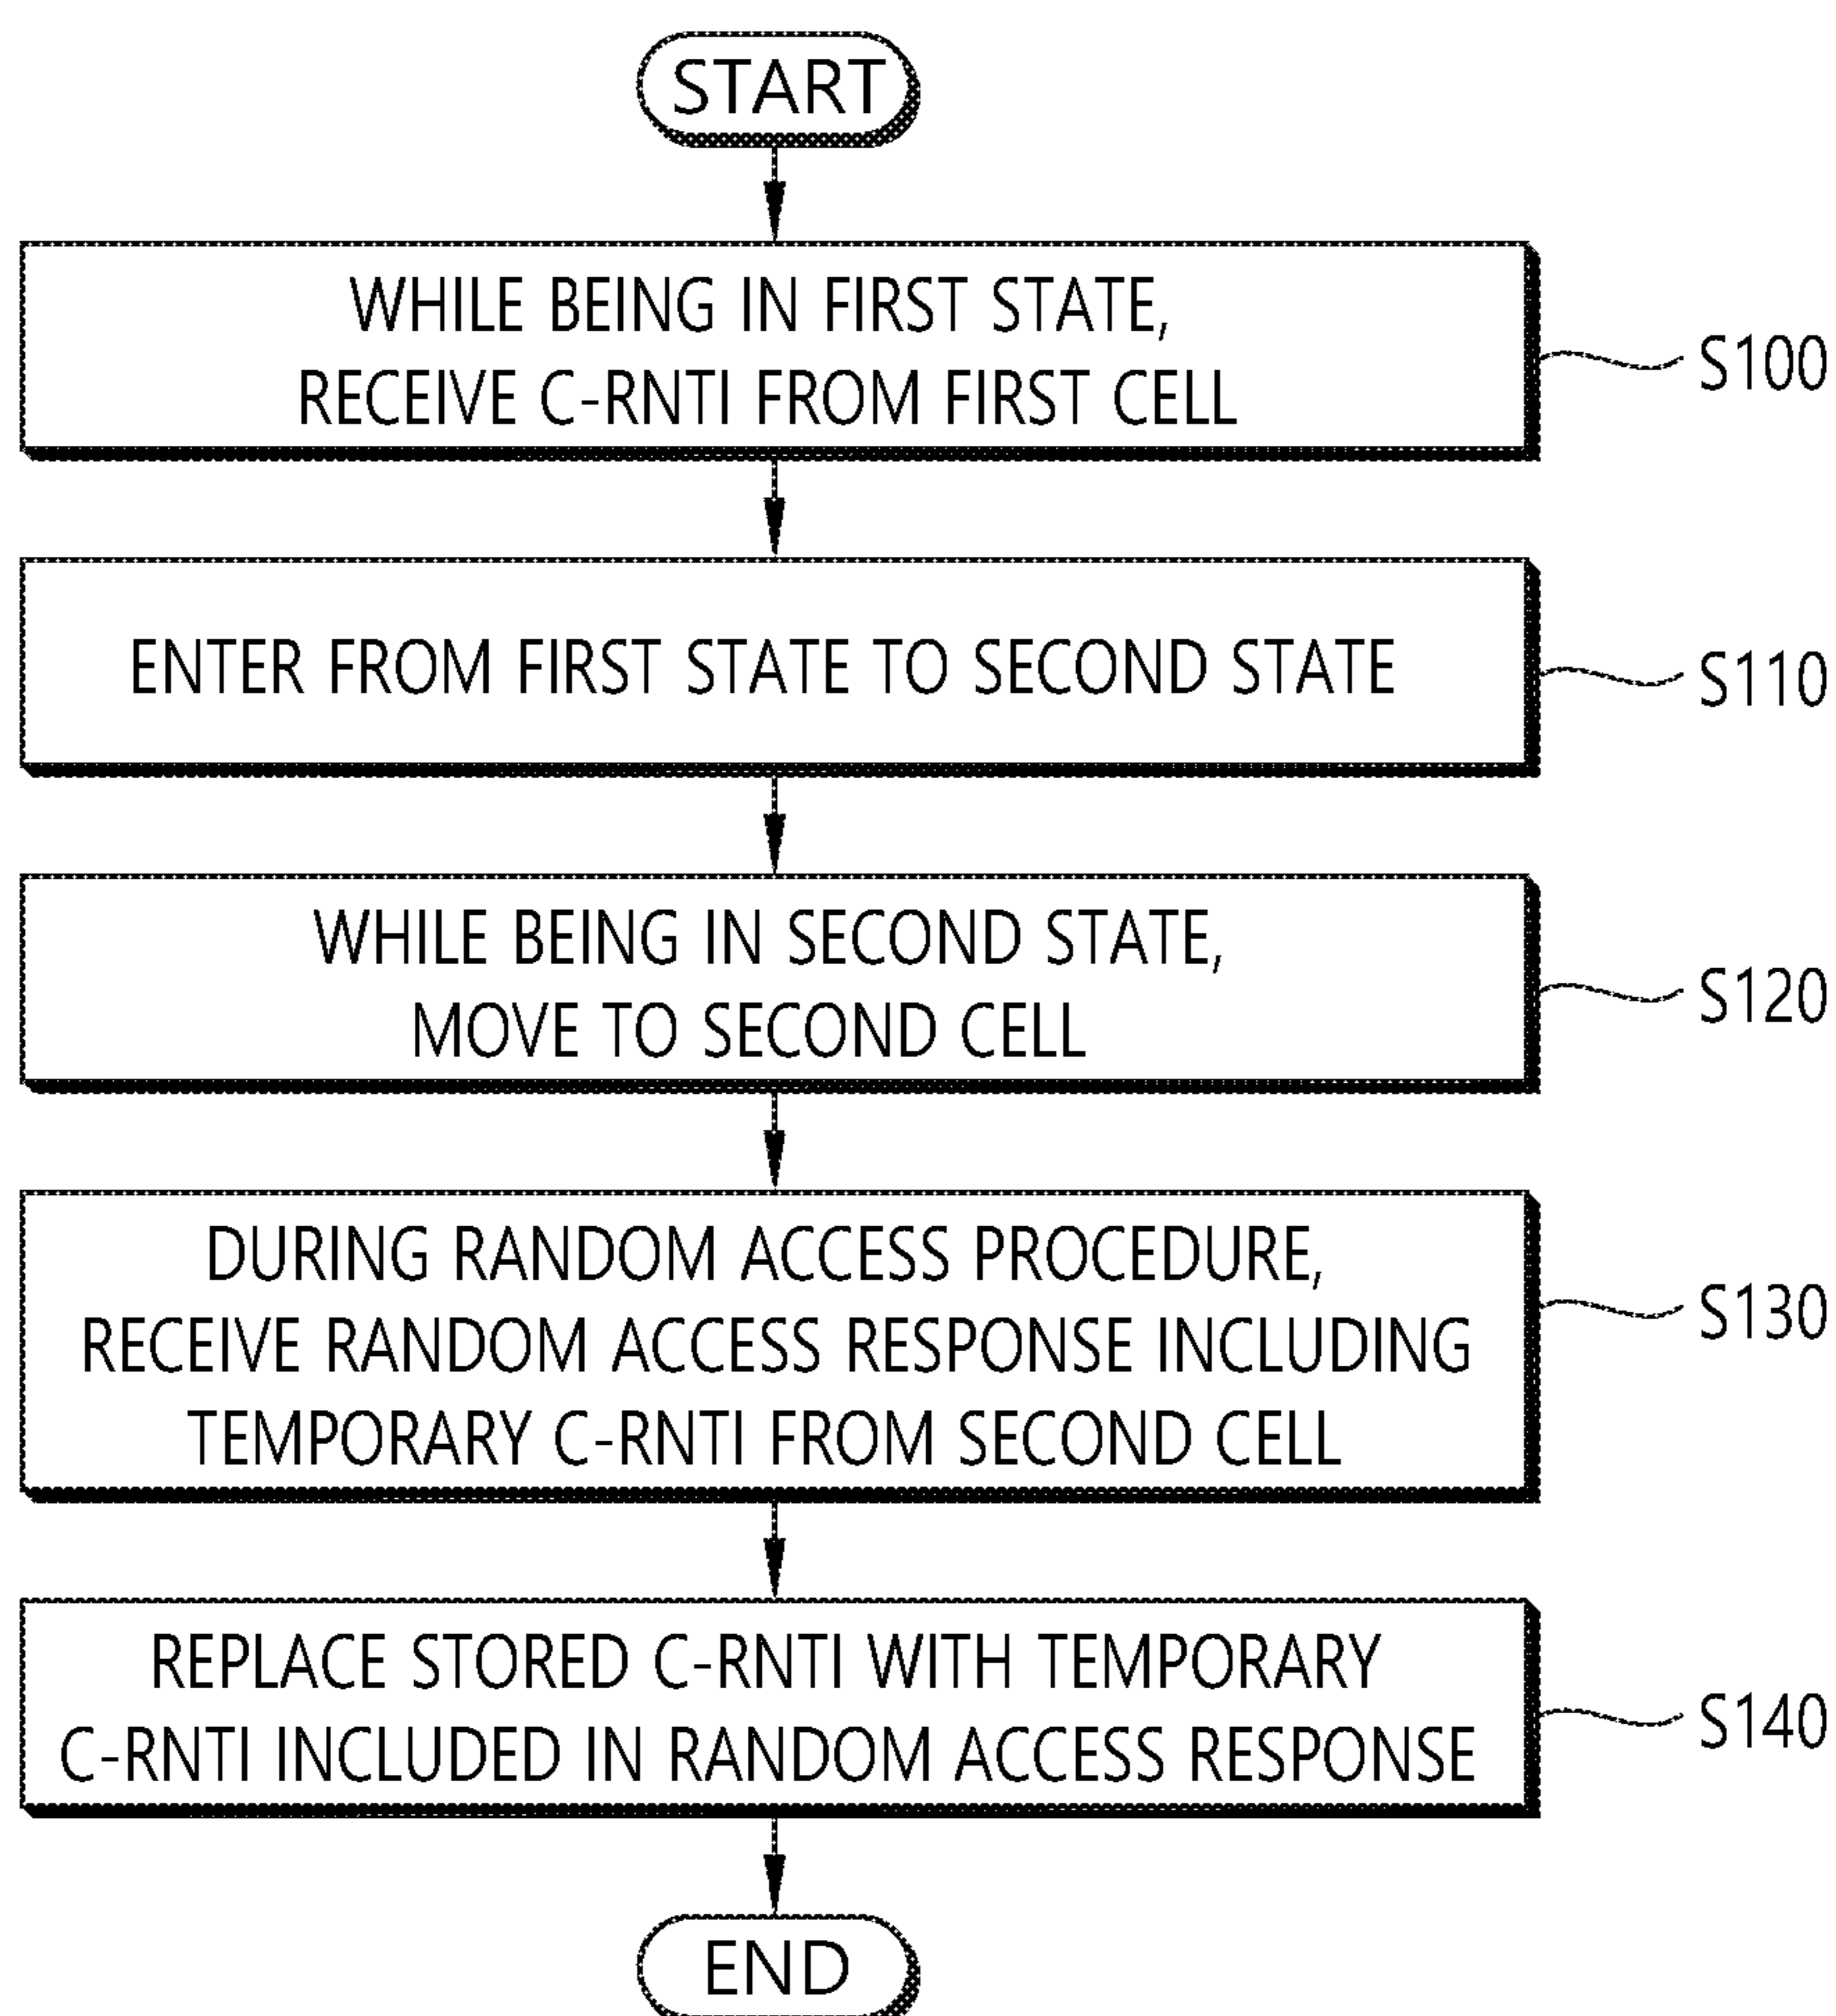 START
WHILE BEING IN FIRST STATE,
RECEIVE C-RNTI FROM FIRST CELL
S100
ENTER FROM FIRST STATE TO SECOND STATE
S110
WHILE BEING IN SECOND STATE,
MOVE TO SECOND CELL
S120
DURING RANDOM ACCESS PROCEDURE,
RECEIVE RANDOM ACCESS RESPONSE INCLUDING
TEMPORARY C-RNTI FROM SECOND CELL
S130
REPLACE STORED C-RNTI WITH TEMPORARY
C-RNTI INCLUDED IN RANDOM ACCESS RESPONSE
S140
END